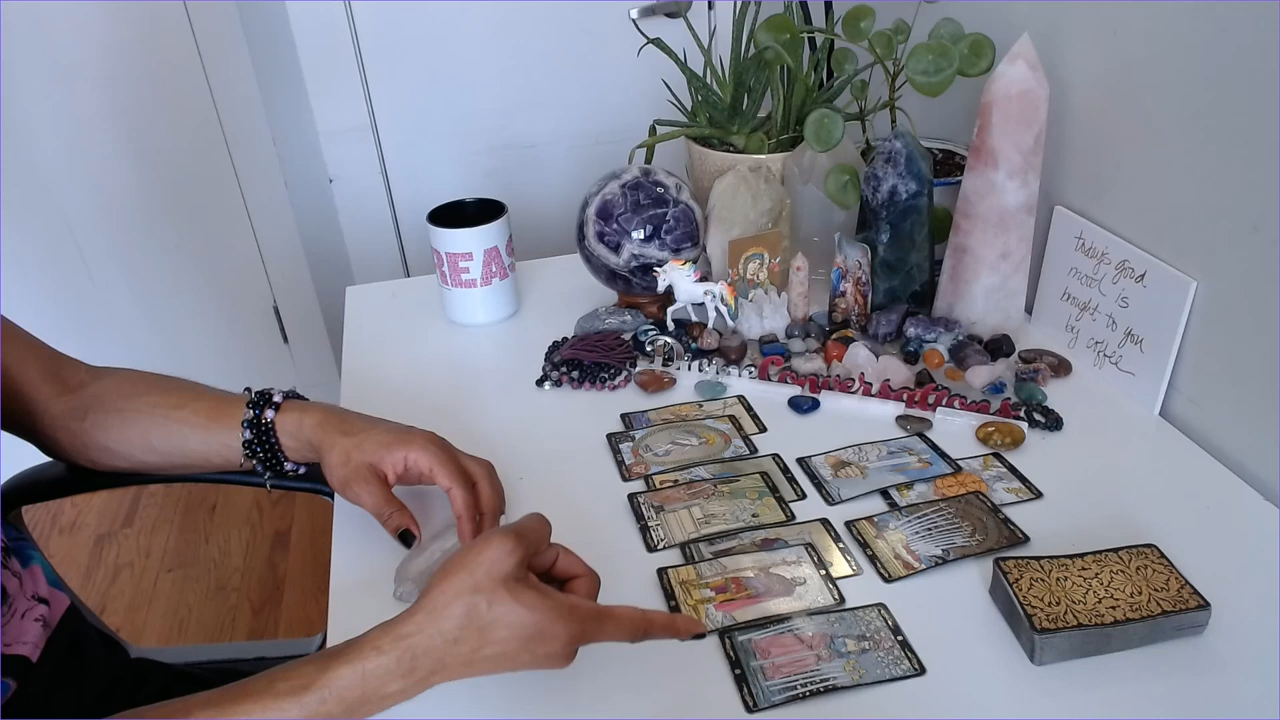 REAS
today's good
mood is
brought to you
by coffee
Divine
Conversations